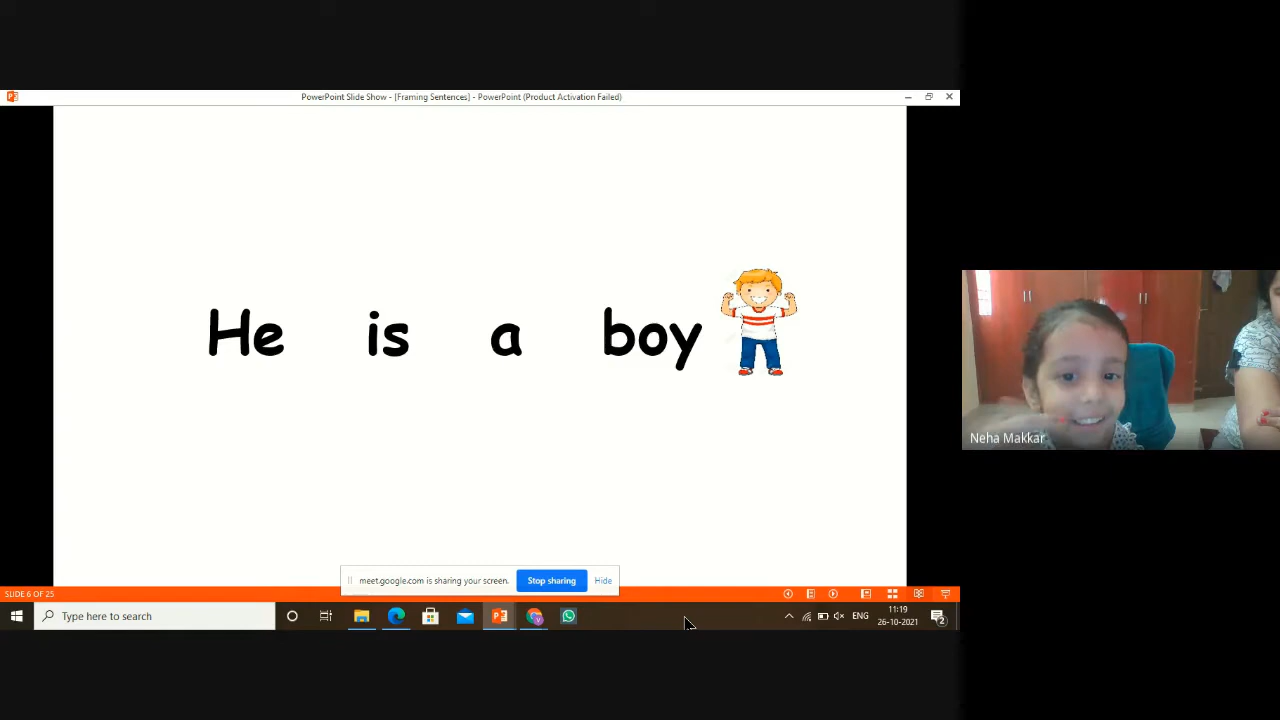 PowerPoint Slide Show - [Framing Sentences] - PowerPoint (Product Activation Failed)
He is a boy
Neha Makkar
meet.google.com is sharing your screen. Stop sharing Hide
SLIDE 6 OF 25
Type here to search
ENG
11:19
26-10-2021
2